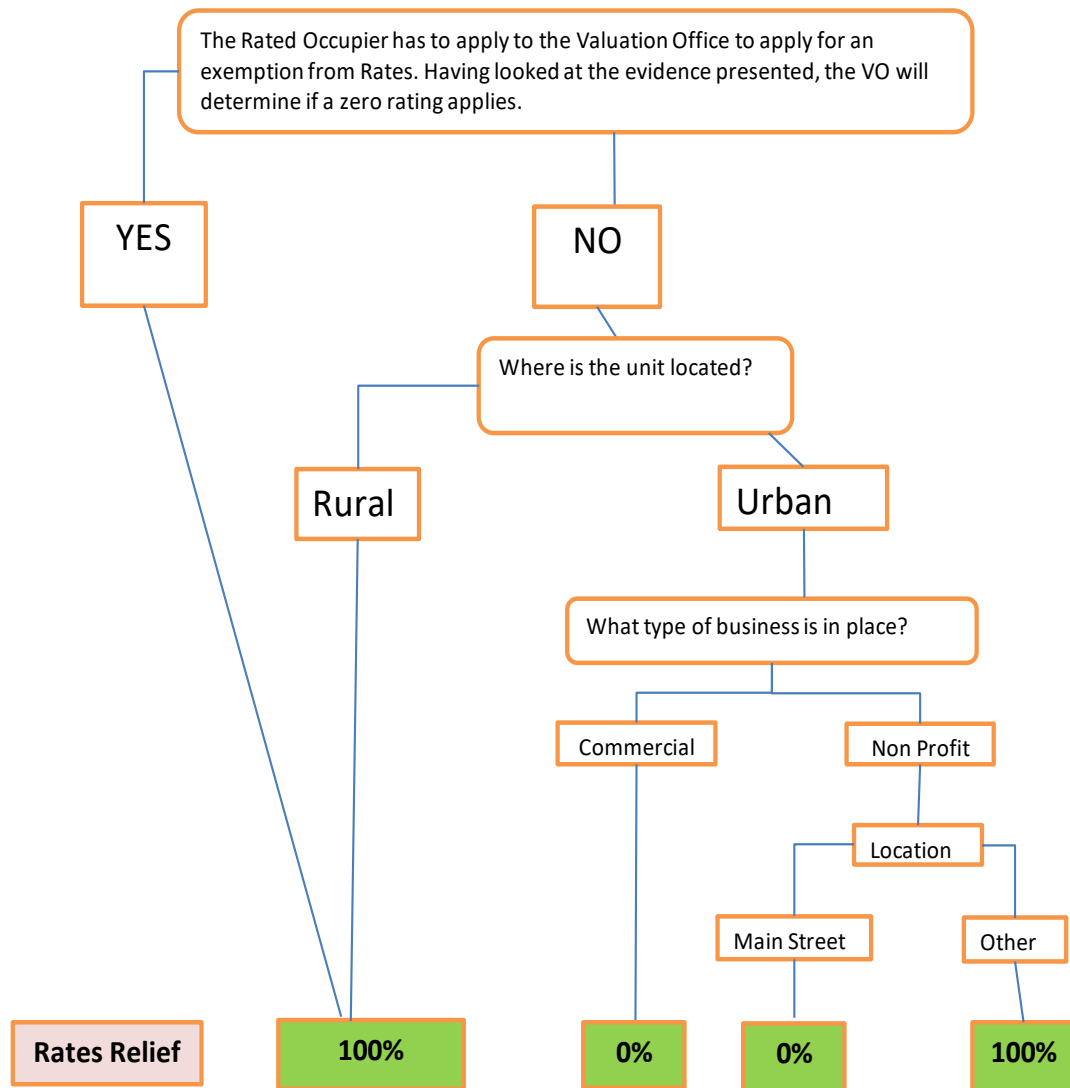 The Rated Occupier has to apply to the Valuation Office to apply for an
exemption from Rates. Having looked at the evidence presented, the VO will
determine if a zero rating applies.
YES
NO
Where is the unit located?
Rural
Urban
What type of business is in place?
Commercial
Non Profit
Location
Main Street
Other
Rates Relief
100%
0%
0%
100%